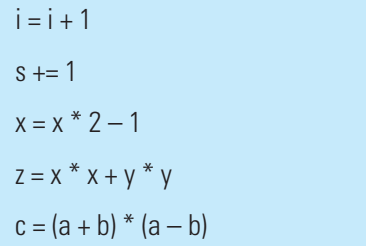 i = i + 1
s += 1
x = x * 2 – 1
z = x * x + y * y
c = (a + b) * (a – b)